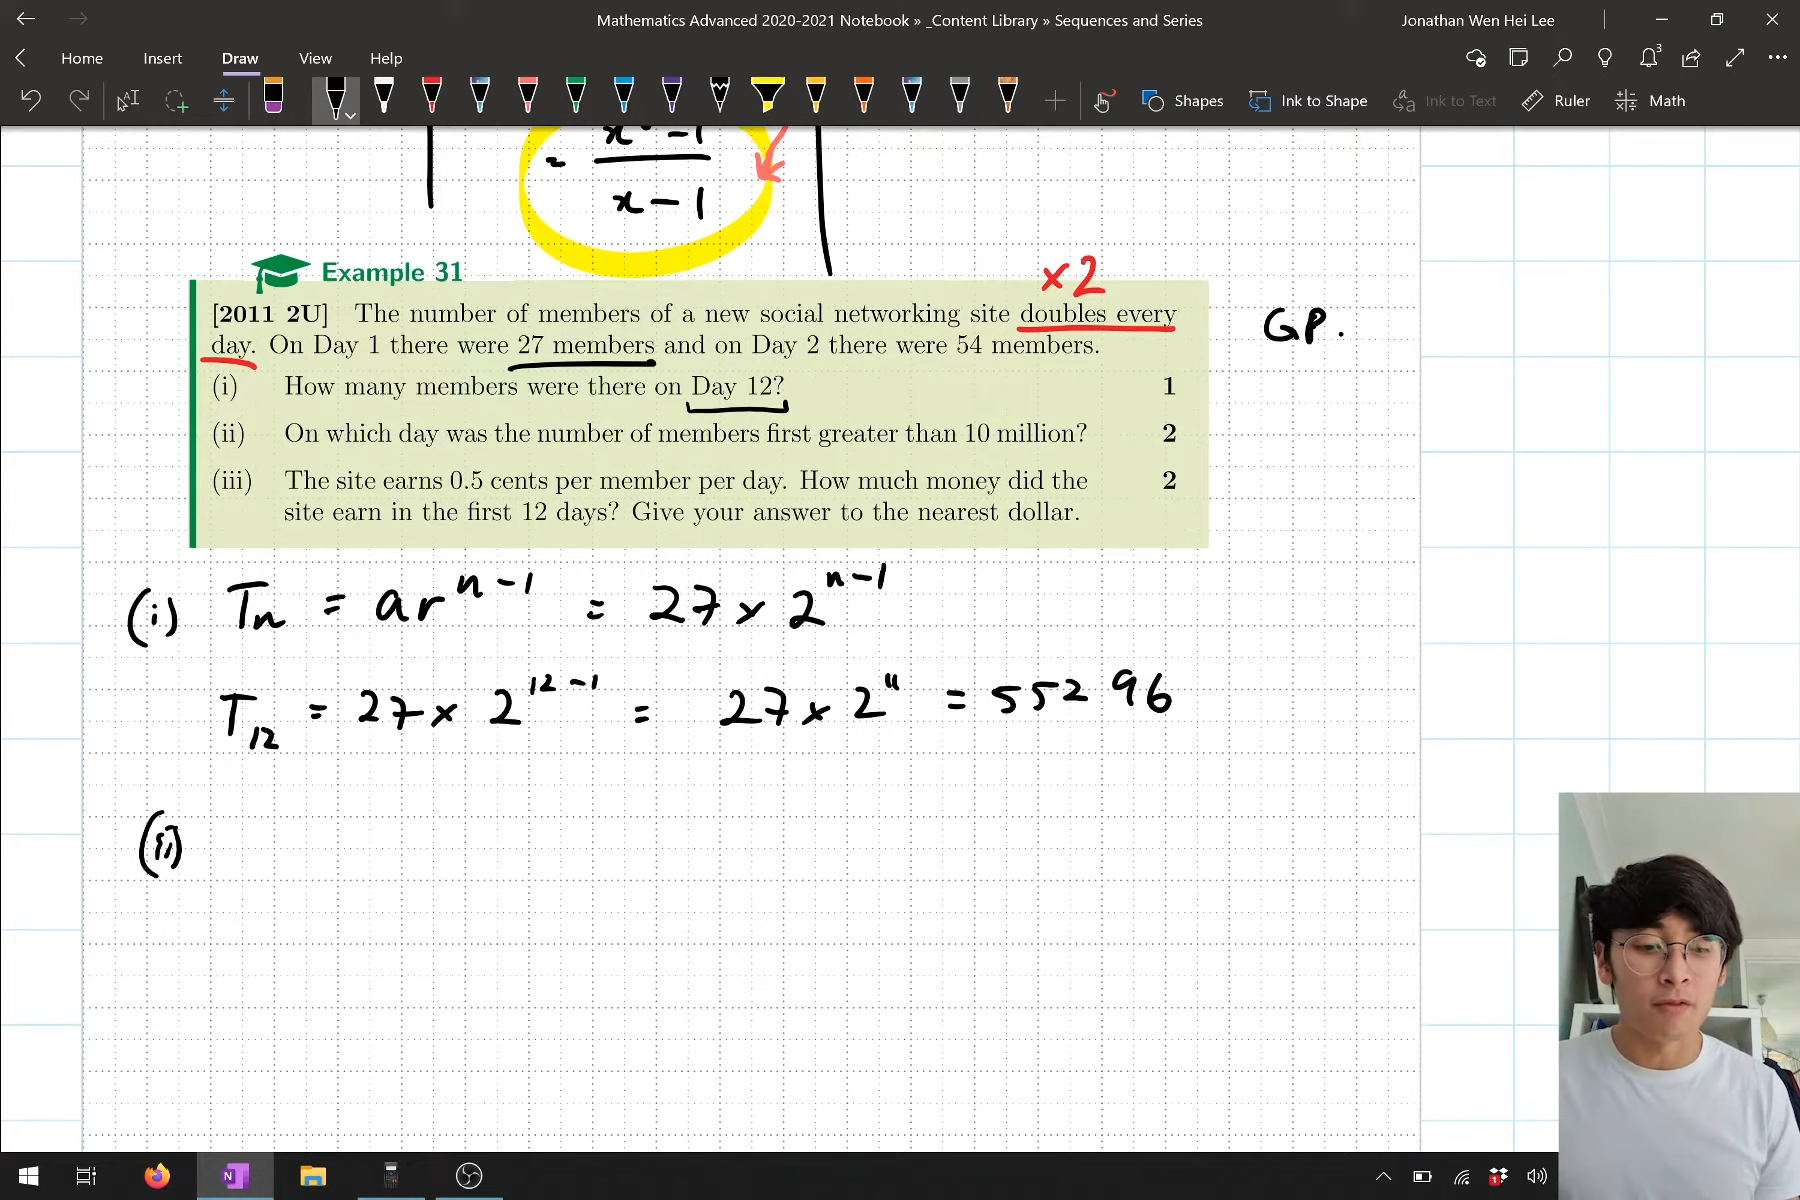 Mathematics Advanced 2020-2021 Notebook » _Content Library » Sequences and Series
Jonathan Wen Hei Lee
Home Insert Draw View Help
3
Shapes Ink to Shape Ink to Text Ruler Math
x - 1
Example 31
×2
[2011 2U] The number of members of a new social networking site doubles every
day. On Day 1 there were 27 members and on Day 2 there were 54 members.
GP.
(i) How many members were there on Day 12? 1
(ii) On which day was the number of members first greater than 10 million? 2
(iii) The site earns 0.5 cents per member per day. How much money did the 2
site earn in the first 12 days? Give your answer to the nearest dollar.
(i) Tn = ar^n-1 = 27 × 2^n-1
T12 = 27 × 2^12-1 = 27 × 2^11 = 55296
(ii)
N
1